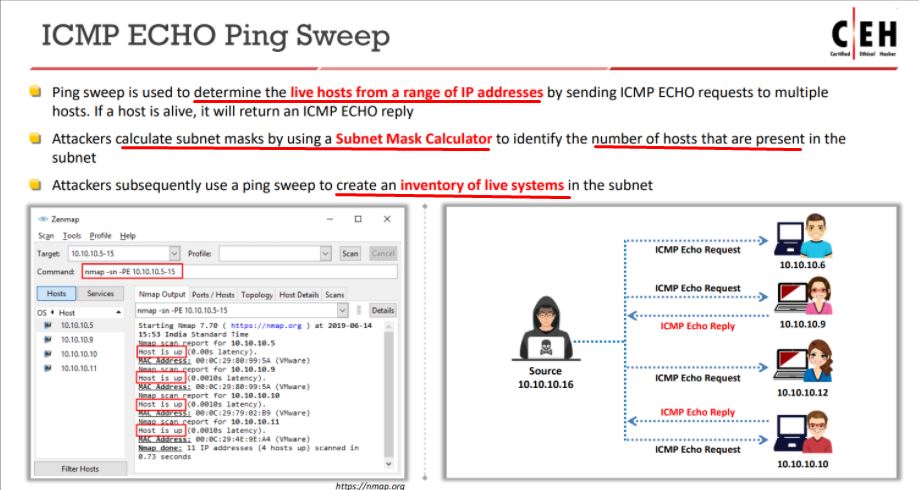 ICMP ECHO Ping Sweep
C|EH
Certified Ethical Hacker
Ping sweep is used to determine the live hosts from a range of IP addresses by sending ICMP ECHO requests to multiple
hosts. If a host is alive, it will return an ICMP ECHO reply
Attackers calculate subnet masks by using a Subnet Mask Calculator to identify the number of hosts that are present in the
subnet
Attackers subsequently use a ping sweep to create an inventory of live systems in the subnet
Zenmap
Scan Tools Profile Help
Target: 10.10.10.5-15 Profile: Scan Cancel
Command: nmap -sn -PE 10.10.10.5-15
Hosts Services
OS Host
10.10.10.5
10.10.10.9
10.10.10.10
10.10.10.11
Filter Hosts
Nmap Output Ports / Hosts Topology Host Details Scans
nmap -sn -PE 10.10.10.5-15 Details
Starting Nmap 7.70 ( https://nmap.org ) at 2019-06-14
15:53 India Standard Time
Nmap scan report for 10.10.10.5
Host is up (0.00s latency).
MAC Address: 00:0C:29:80:99:5A (VMware)
Nmap scan report for 10.10.10.9
Host is up (0.0010s latency).
MAC Address: 00:0C:29:80:99:5A (VMware)
Nmap scan report for 10.10.10.10
Host is up (0.0010s latency).
MAC Address: 00:0C:29:79:02:B9 (VMware)
Nmap scan report for 10.10.10.11
Host is up (0.0010s latency).
MAC Address: 00:0C:29:4E:9E:A4 (VMware)
Nmap done: 11 IP addresses (4 hosts up) scanned in
0.73 seconds
https://nmap.org
Source
10.10.10.16
ICMP Echo Request
10.10.10.6
ICMP Echo Request
ICMP Echo Reply
10.10.10.9
ICMP Echo Request
10.10.10.12
ICMP Echo Reply
ICMP Echo Request
10.10.10.10